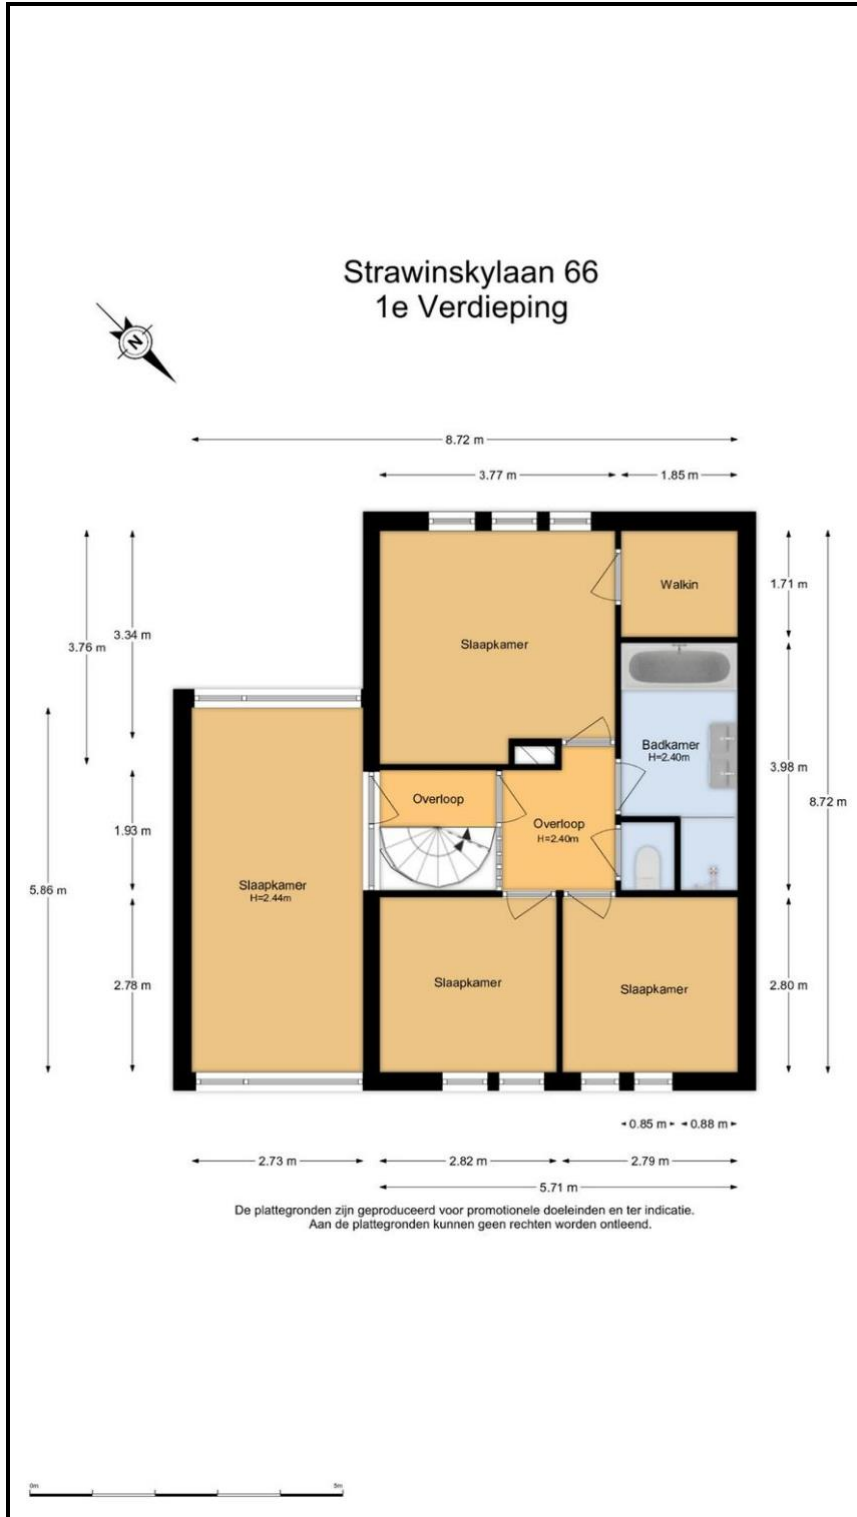 Strawinskylaan 66
1e Verdieping
N
8.72 m
3.77 m
1.85 m
3.76 m
3.34 m
1.71 m
Walkin
Slaapkamer
Badkamer
H=2.40m
3.98 m
8.72 m
Overloop
1.93 m
Overloop
H=2.40m
5.86 m
Slaapkamer
H=2.44m
2.78 m
Slaapkamer
Slaapkamer
2.80 m
0.85 m
0.88 m
2.73 m
2.82 m
2.79 m
5.71 m
De plattegronden zijn geproduceerd voor promotionele doeleinden en ter indicatie.
Aan de plattegronden kunnen geen rechten worden ontleend.
0m
5m